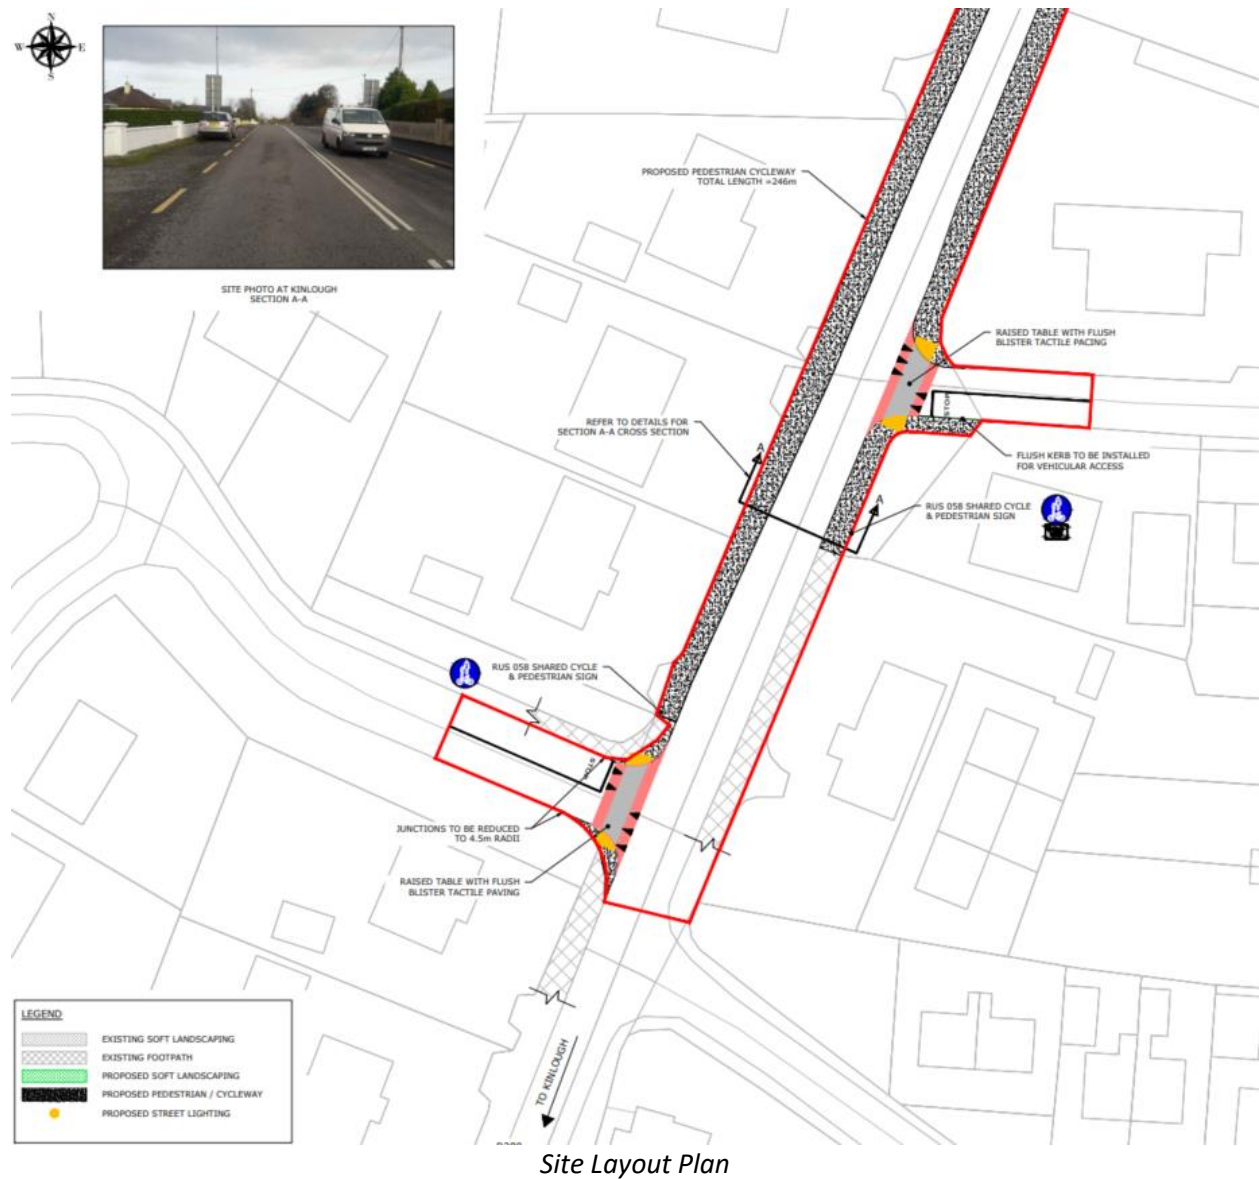 N
W
E
S
SITE PHOTO AT KINLOUGH
SECTION A-A
PROPOSED PEDESTRIAN CYCLEWAY
TOTAL LENGTH =246m
RAISED TABLE WITH FLUSH
BLISTER TACTILE PACING
STOP
REFER TO DETAILS FOR
SECTION A-A CROSS SECTION
A
FLUSH KERB TO BE INSTALLED
FOR VEHICULAR ACCESS
A
RUS 058 SHARED CYCLE
& PEDESTRIAN SIGN
RUS 058 SHARED CYCLE
& PEDESTRIAN SIGN
STOP
JUNCTIONS TO BE REDUCED
TO 4.5m RADII
RAISED TABLE WITH FLUSH
BLISTER TACTILE PAVING
LEGEND
EXISTING SOFT LANDSCAPING
EXISTING FOOTPATH
PROPOSED SOFT LANDSCAPING
PROPOSED PEDESTRIAN / CYCLEWAY
PROPOSED STREET LIGHTING
TO KINLOUGH
Site Layout Plan